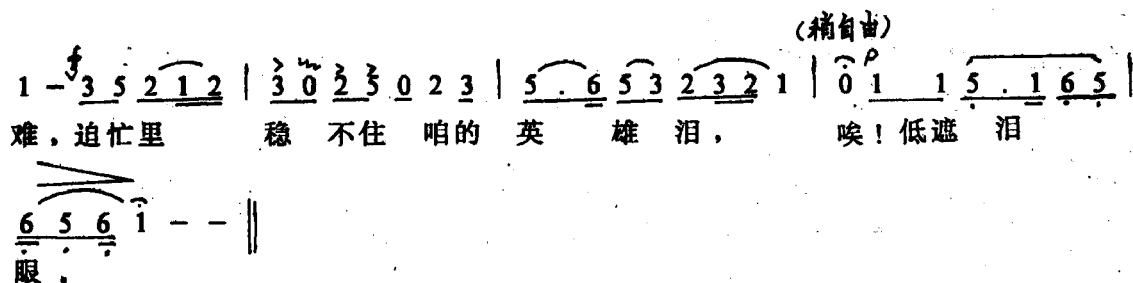 (稍自由)
f p
1 - 3 5 2 1 2 | 3 0 2 5 0 2 3 | 5 . 6 5 3 2 3 2 1 | 0 1 1 5 . 1 6 5 |
难，迫忙里 稳 不住 咱的 英 雄 泪， 唉！低遮 泪
6 5 6 1 - - ‖
眼，